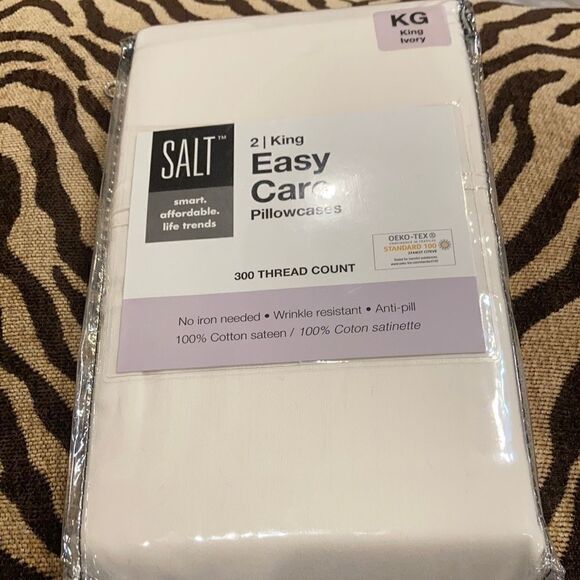 KG
King
Ivory
SALT™
smart.
affordable.
life trends
2 | King
Easy
Care
Pillowcases
OEKO-TEX®
STANDARD 100
300 THREAD COUNT
No iron needed • Wrinkle resistant • Anti-pill
100% Cotton sateen / 100% Coton satinette